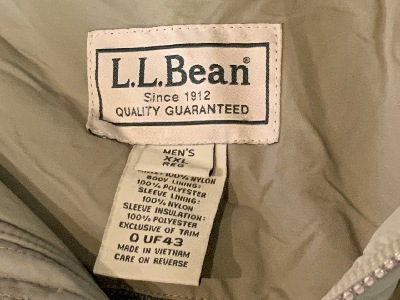 L.L.Bean®
Since 1912
QUALITY GUARANTEED
MEN'S
XXL
REG
100% NYLON
BODY LINING:
100% POLYESTER
SLEEVE LINING:
100% NYLON
SLEEVE INSULATION:
100% POLYESTER
EXCLUSIVE OF TRIM
0 UF43
MADE IN VIETNAM
CARE ON REVERSE